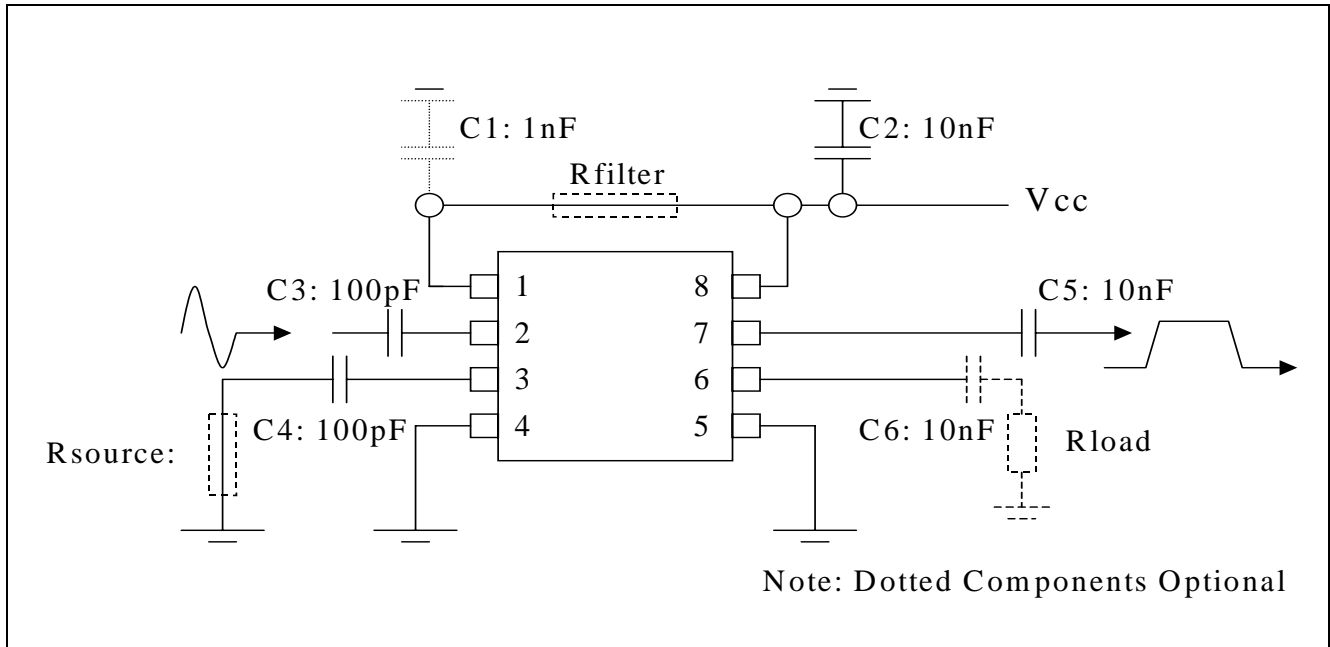 C1: 1nF
C2: 10nF
Rfilter
Vcc
C3: 100pF
1
8
C5: 10nF
2
7
3
6
C4: 100pF
4
5
C6: 10nF
Rsource:
Rload
Note: Dotted Components Optional